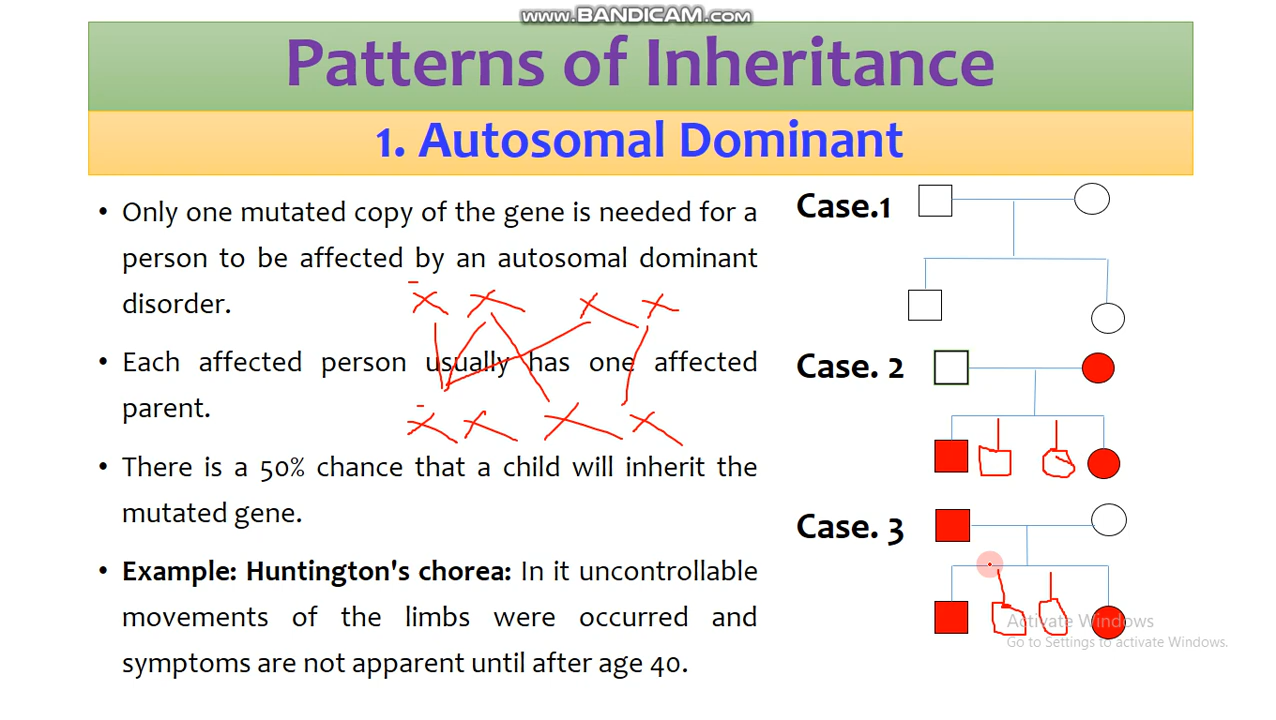 www.BANDICAM.com
Patterns of Inheritance
1. Autosomal Dominant
• Only one mutated copy of the gene is needed for a
person to be affected by an autosomal dominant
disorder.
• Each affected person usually has one affected
parent.
• There is a 50% chance that a child will inherit the
mutated gene.
• Example: Huntington's chorea: In it uncontrollable
movements of the limbs were occurred and
symptoms are not apparent until after age 40.
X X X X
X X X X
Case.1
Case. 2
Case. 3
Activate Windows
Go to Settings to activate Windows.